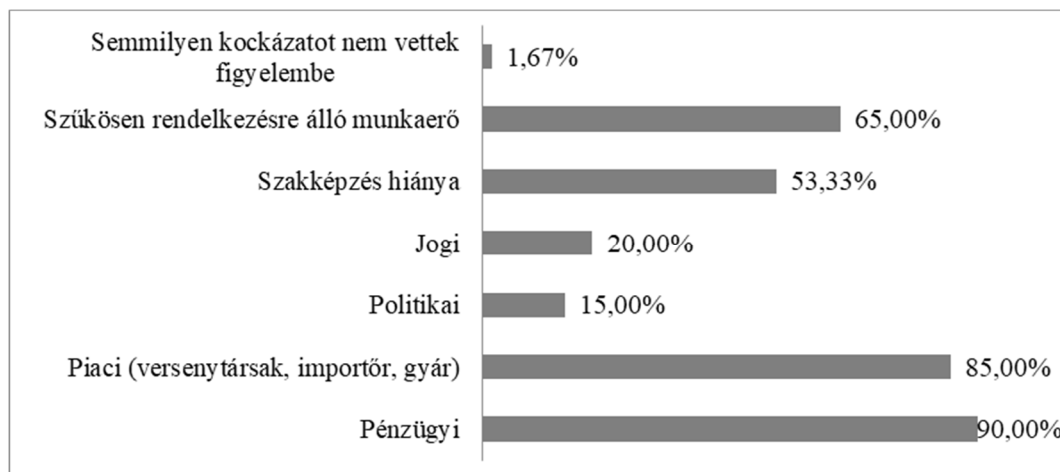 Semmilyen kockázatot nem vettek
figyelembe
1,67%
Szűkösen rendelkezésre álló munkaerő
65,00%
Szakképzés hiánya
53,33%
Jogi
20,00%
Politikai
15,00%
Piaci (versenytársak, importőr, gyár)
85,00%
Pénzügyi
90,00%